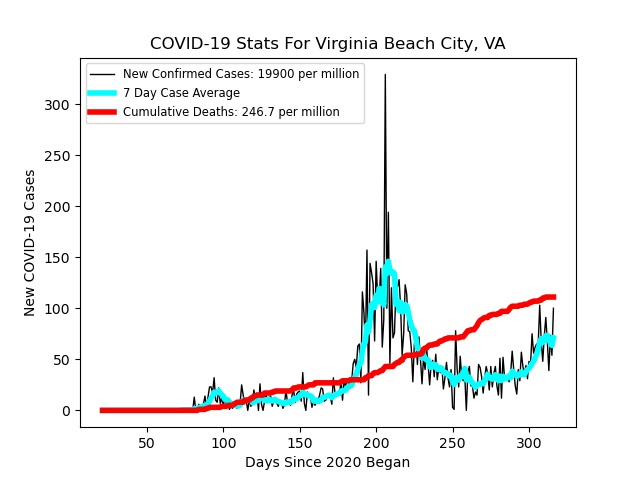 COVID-19 Stats For Virginia Beach City, VA
New Confirmed Cases: 19900 per million
7 Day Case Average
Cumulative Deaths: 246.7 per million
New COVID-19 Cases
300
250
200
150
100
50
0
50
100
150
200
250
300
Days Since 2020 Began